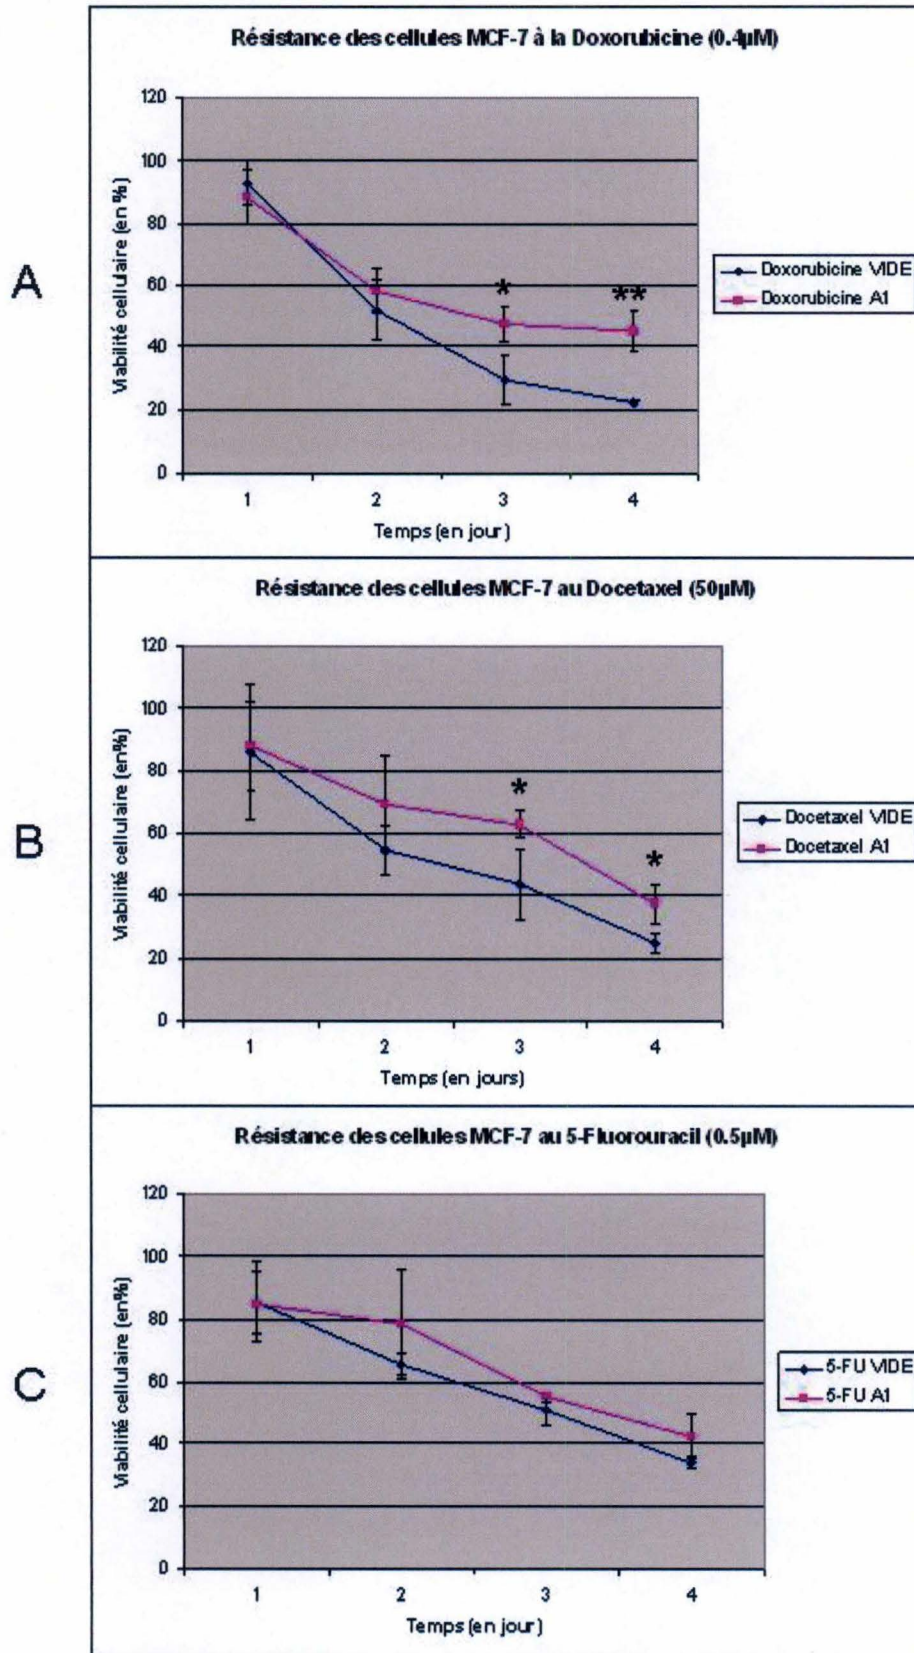 A
Résistance des cellules MCF-7 à la Doxorubicine (0.4µM)
Viabilité cellulaire (en %)
120
100
80
60
40
20
0
*
**
1 2 3 4
Temps (en jour)
Doxorubicine VIDE
Doxorubicine A1
B
Résistance des cellules MCF-7 au Docetaxel (50µM)
Viabilité cellulaire (en%)
120
100
80
60
40
20
0
*
*
1 2 3 4
Temps (en jours)
Docetaxel VIDE
Docetaxel A1
C
Résistance des cellules MCF-7 au 5-Fluorouracil (0.5µM)
Viabilité cellulaire (en%)
120
100
80
60
40
20
0
1 2 3 4
Temps (en jour)
5-FU VIDE
5-FU A1